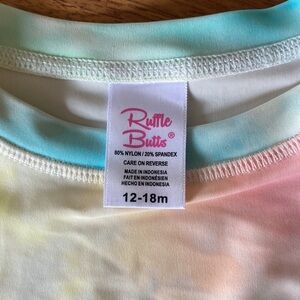 Ruffle
Butts®
80% NYLON / 20% SPANDEX
CARE ON REVERSE
MADE IN INDONESIA
FAIT EN INDONÉSIEN
HECHO EN INDONESIA
12-18m